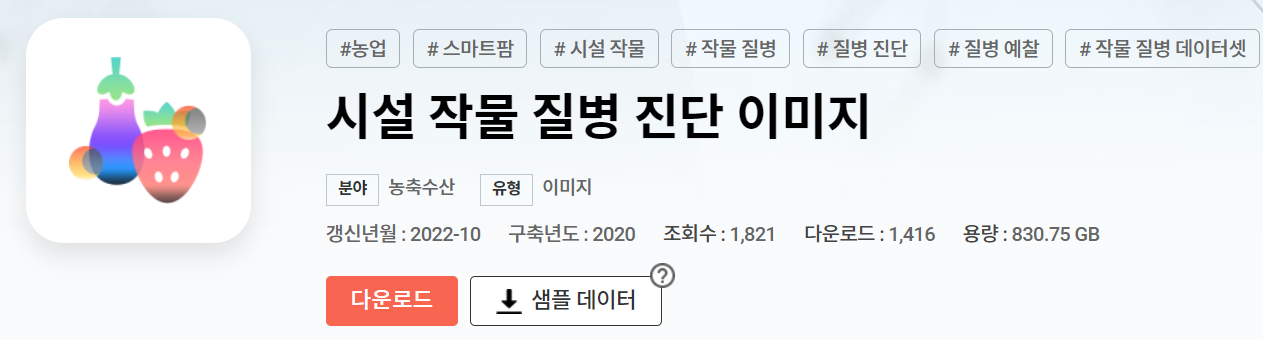 #농업 # 스마트팜 # 시설 작물 # 작물 질병 # 질병 진단 # 질병 예찰 # 작물 질병 데이터셋
시설 작물 질병 진단 이미지
분야 농축수산 유형 이미지
갱신년월 : 2022-10 구축년도 : 2020 조회수 : 1,821 다운로드 : 1,416 용량 : 830.75 GB
다운로드 샘플 데이터 ?